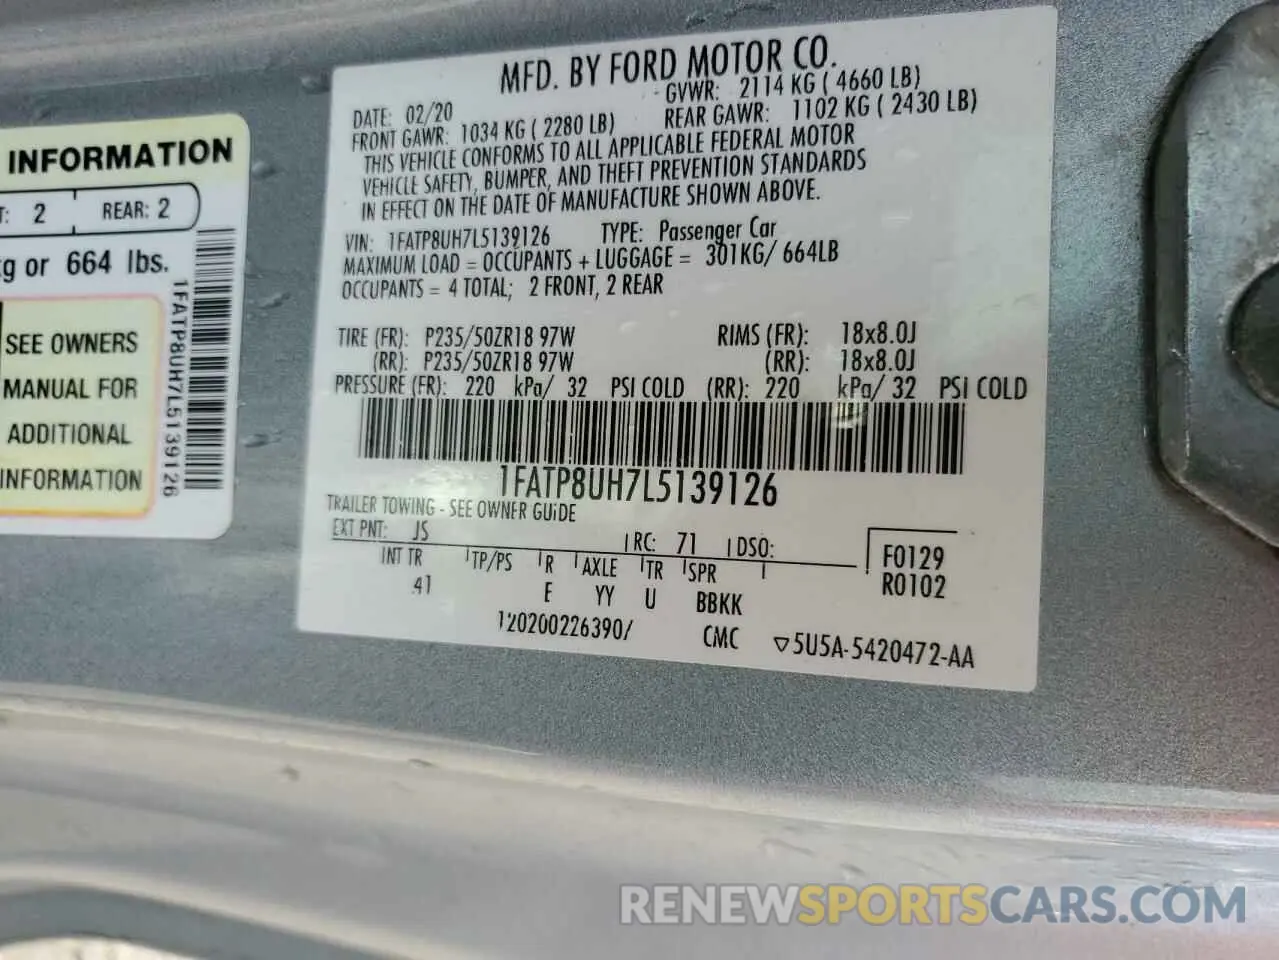 INFORMATION
T: 2 REAR: 2
kg or 664 lbs.
SEE OWNERS
MANUAL FOR
ADDITIONAL
INFORMATION
1FATP8UH7L5139126
MFD. BY FORD MOTOR CO.
DATE: 02/20 GVWR: 2114 KG ( 4660 LB)
FRONT GAWR: 1034 KG ( 2280 LB) REAR GAWR: 1102 KG ( 2430 LB)
THIS VEHICLE CONFORMS TO ALL APPLICABLE FEDERAL MOTOR
VEHICLE SAFETY, BUMPER, AND THEFT PREVENTION STANDARDS
IN EFFECT ON THE DATE OF MANUFACTURE SHOWN ABOVE.
VIN: 1FATP8UH7L5139126 TYPE: Passenger Car
MAXIMUM LOAD = OCCUPANTS + LUGGAGE = 301KG/ 664LB
OCCUPANTS = 4 TOTAL; 2 FRONT, 2 REAR
TIRE (FR): P235/50ZR18 97W RIMS (FR): 18x8.0J
(RR): P235/50ZR18 97W (RR): 18x8.0J
PRESSURE (FR): 220 kPa/ 32 PSI COLD (RR): 220 kPa/ 32 PSI COLD
1FATP8UH7L5139126
TRAILER TOWING - SEE OWNER GUIDE
EXT PNT: JS RC: 71 DSO:
INT TR TP/PS R AXLE TR SPR F0129
41 E YY U BBKK R0102
120200226390/ CMC ▽5U5A-5420472-AA
RENEWSPORTSCARS.COM